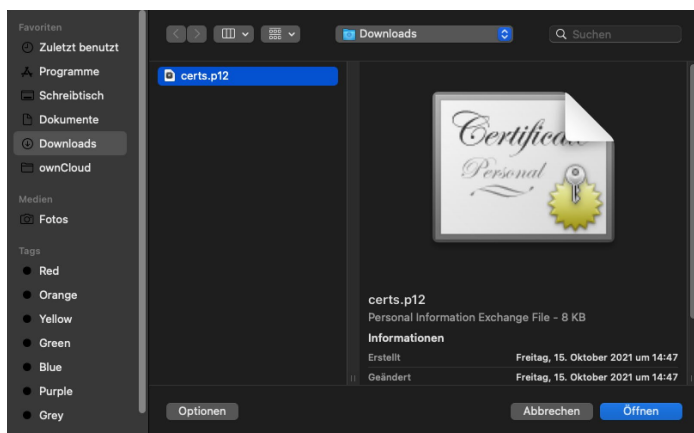 Favoriten
Zuletzt benutzt
Programme
Schreibtisch
Dokumente
Downloads
ownCloud
Medien
Fotos
Tags
Red
Orange
Yellow
Green
Blue
Purple
Grey
Downloads
Suchen
certs.p12
Certificate
Personal
certs.p12
Personal Information Exchange File – 8 KB
Informationen
Erstellt Freitag, 15. Oktober 2021 um 14:47
Geändert Freitag, 15. Oktober 2021 um 14:47
Optionen
Abbrechen
Öffnen